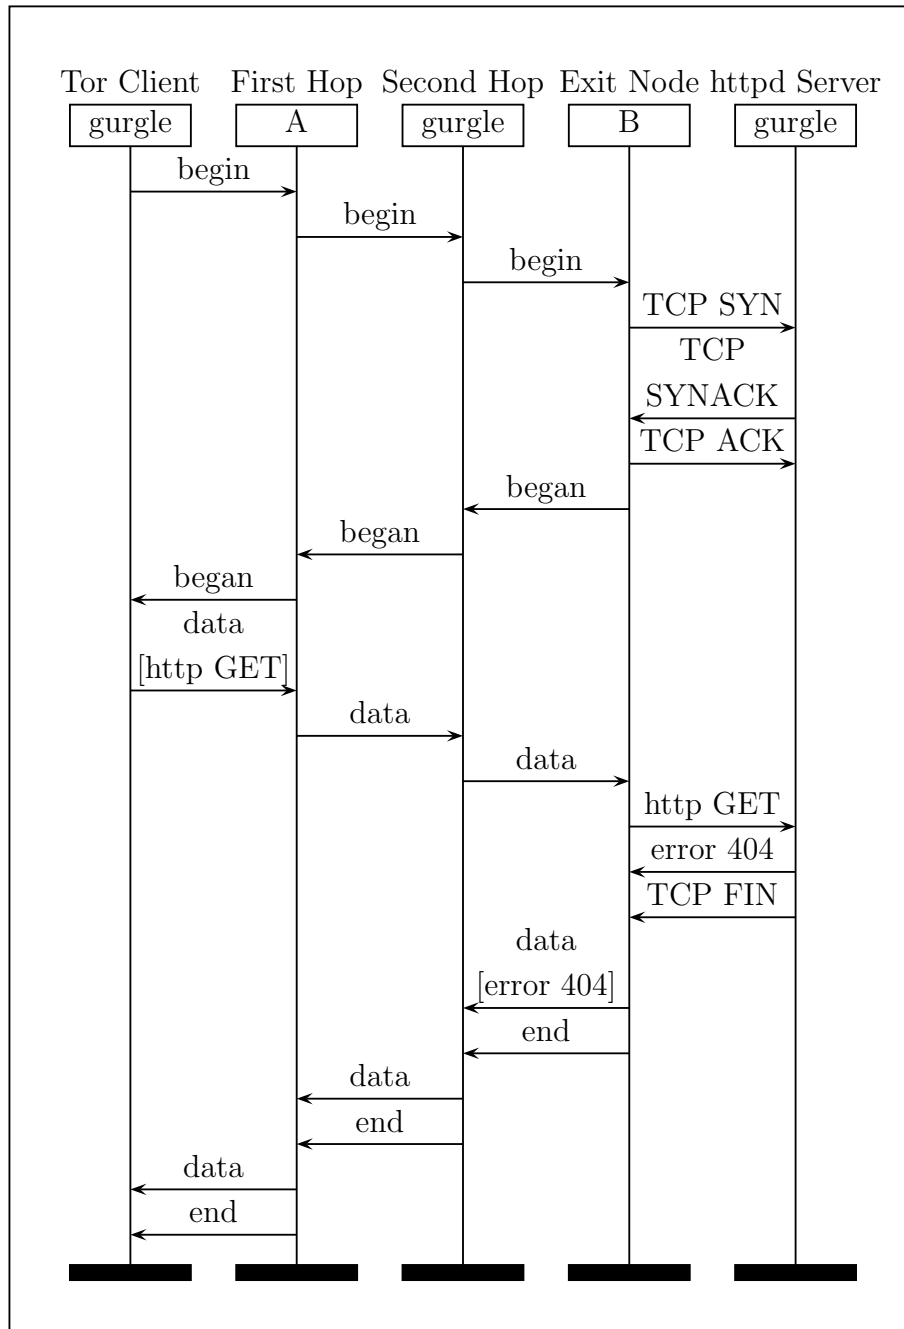 Tor Client First Hop Second Hop Exit Node httpd Server
gurgle A gurgle B gurgle
begin
begin
begin
TCP SYN
TCP
SYNACK
TCP ACK
began
began
began
data
[http GET]
data
data
http GET
error 404
TCP FIN
data
[error 404]
end
data
end
data
end